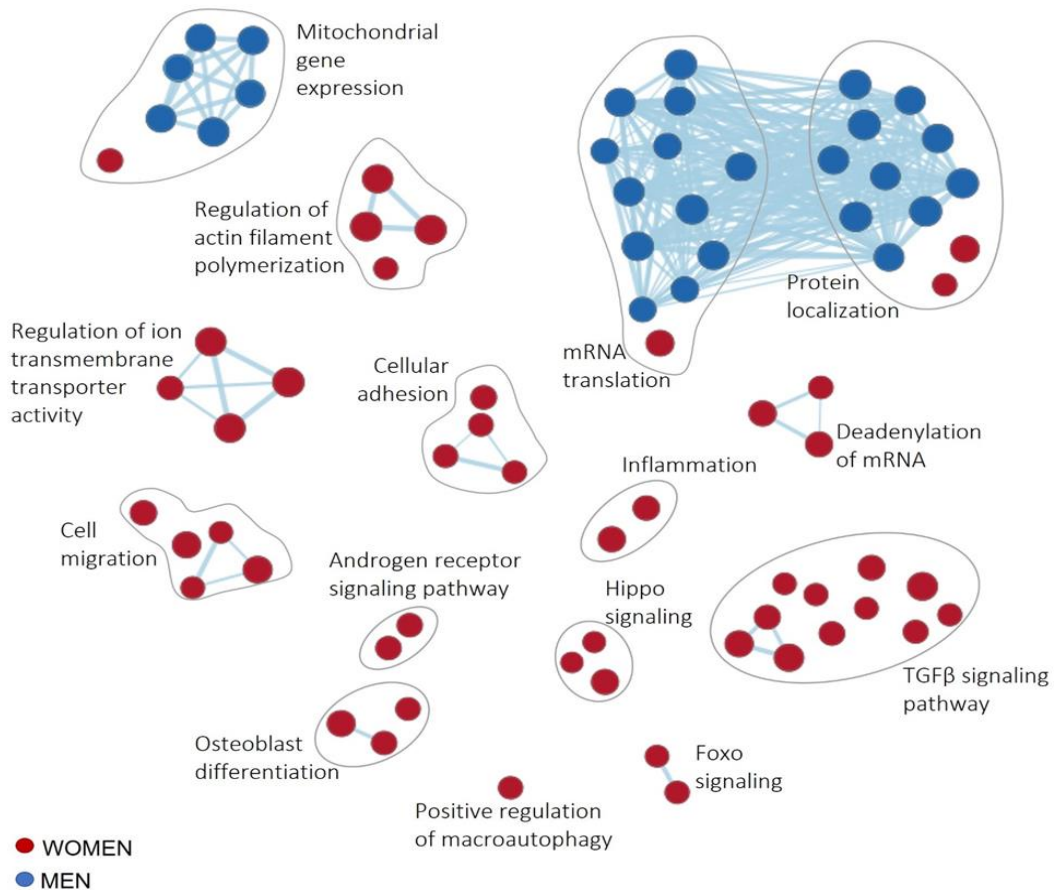 Mitochondrial
gene
expression
Regulation of
actin filament
polymerization
Protein
localization
mRNA
translation
Regulation of ion
transmembrane
transporter
activity
Cellular
adhesion
Deadenylation
of mRNA
Inflammation
Cell
migration
Androgen receptor
signaling pathway
Hippo
signaling
TGFβ signaling
pathway
Osteoblast
differentiation
Foxo
signaling
Positive regulation
of macroautophagy
WOMEN
MEN